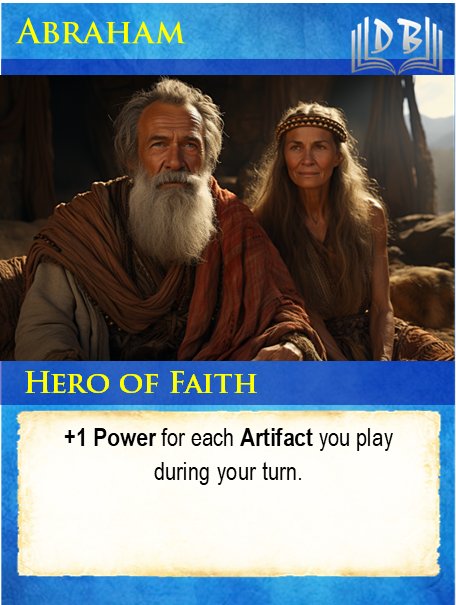 ABRAHAM
DB
HERO OF FAITH
+1 Power for each Artifact you play
during your turn.